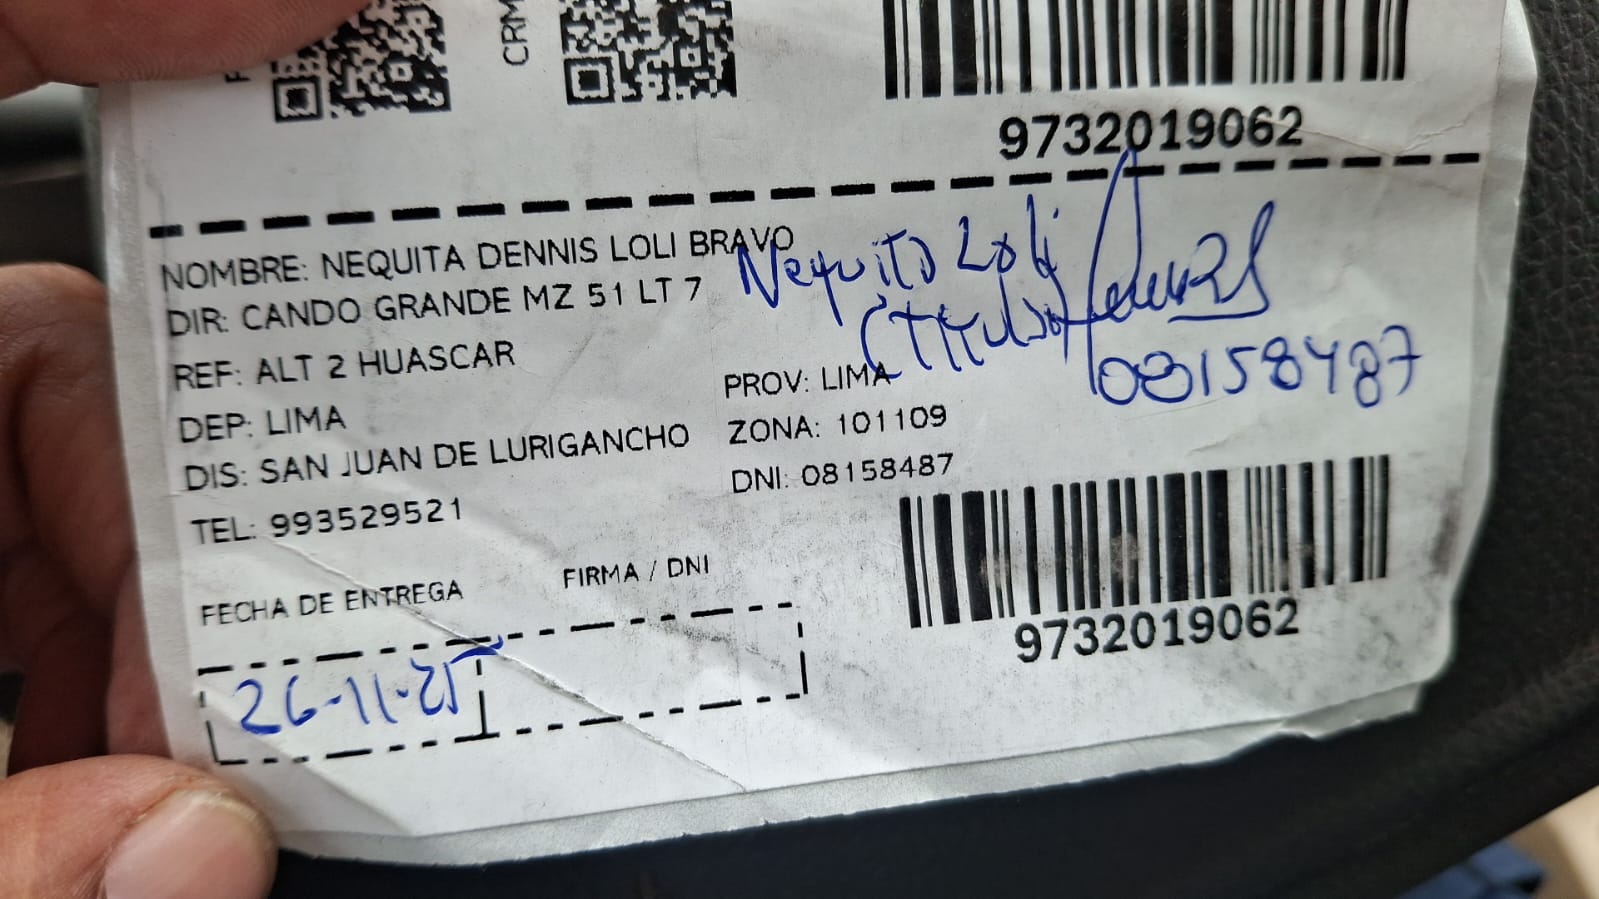 CRM
9732019062
NOMBRE: NEQUITA DENNIS LOLI BRAVO
Nequita Loli
DIR: CANDO GRANDE MZ 51 LT 7
(Titular)
REF: ALT 2 HUASCAR
PROV: LIMA
08158487
DEP: LIMA
ZONA: 101109
DIS: SAN JUAN DE LURIGANCHO
DNI: 08158487
TEL: 993529521
FECHA DE ENTREGA
FIRMA / DNI
9732019062
26-11-25